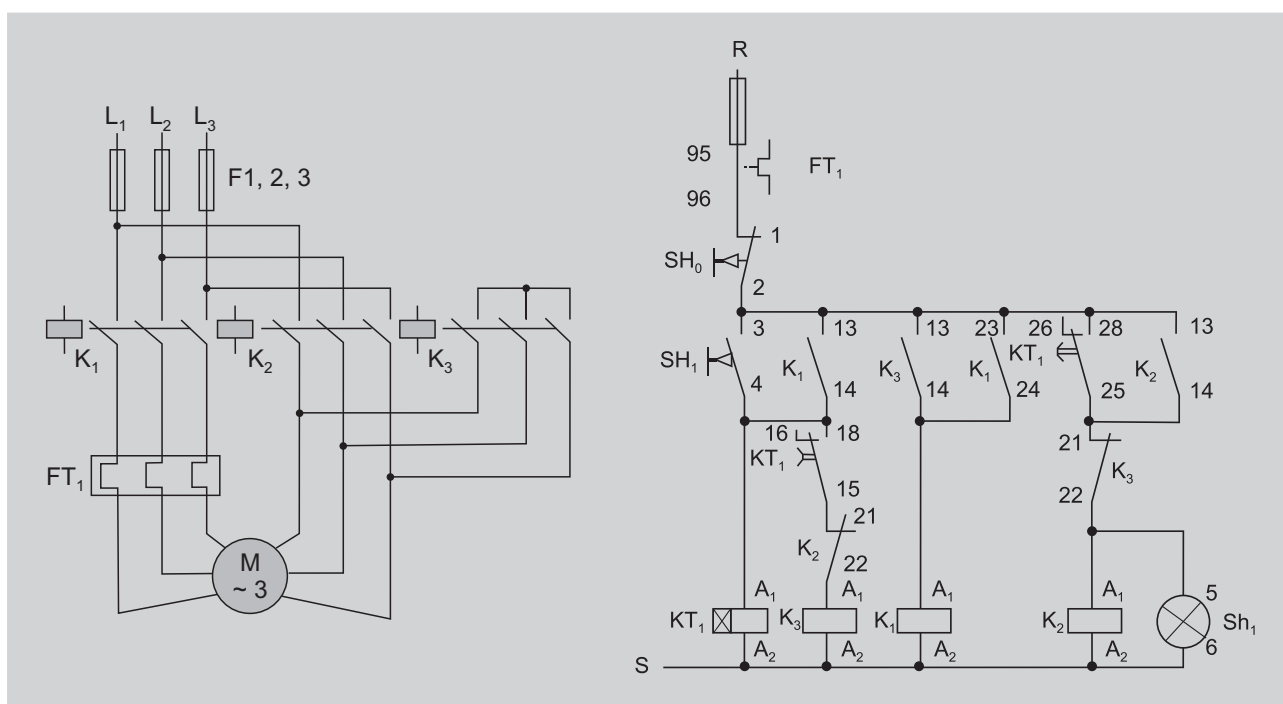 L1 L2 L3
F1, 2, 3
K1
K2
K3
FT1
M
~ 3
R
95
FT1
96
1
SH0
2
3 13 13 23 26 28 13
SH1 K1 K3 K1 KT1 K2
4 14 14 24 25 14
16 18 21
KT1 K3
15 22
21
K2
22
A1 A1 A1 A1 5
KT1 K3 K1 K2 Sh1
A2 A2 A2 A2 6
S